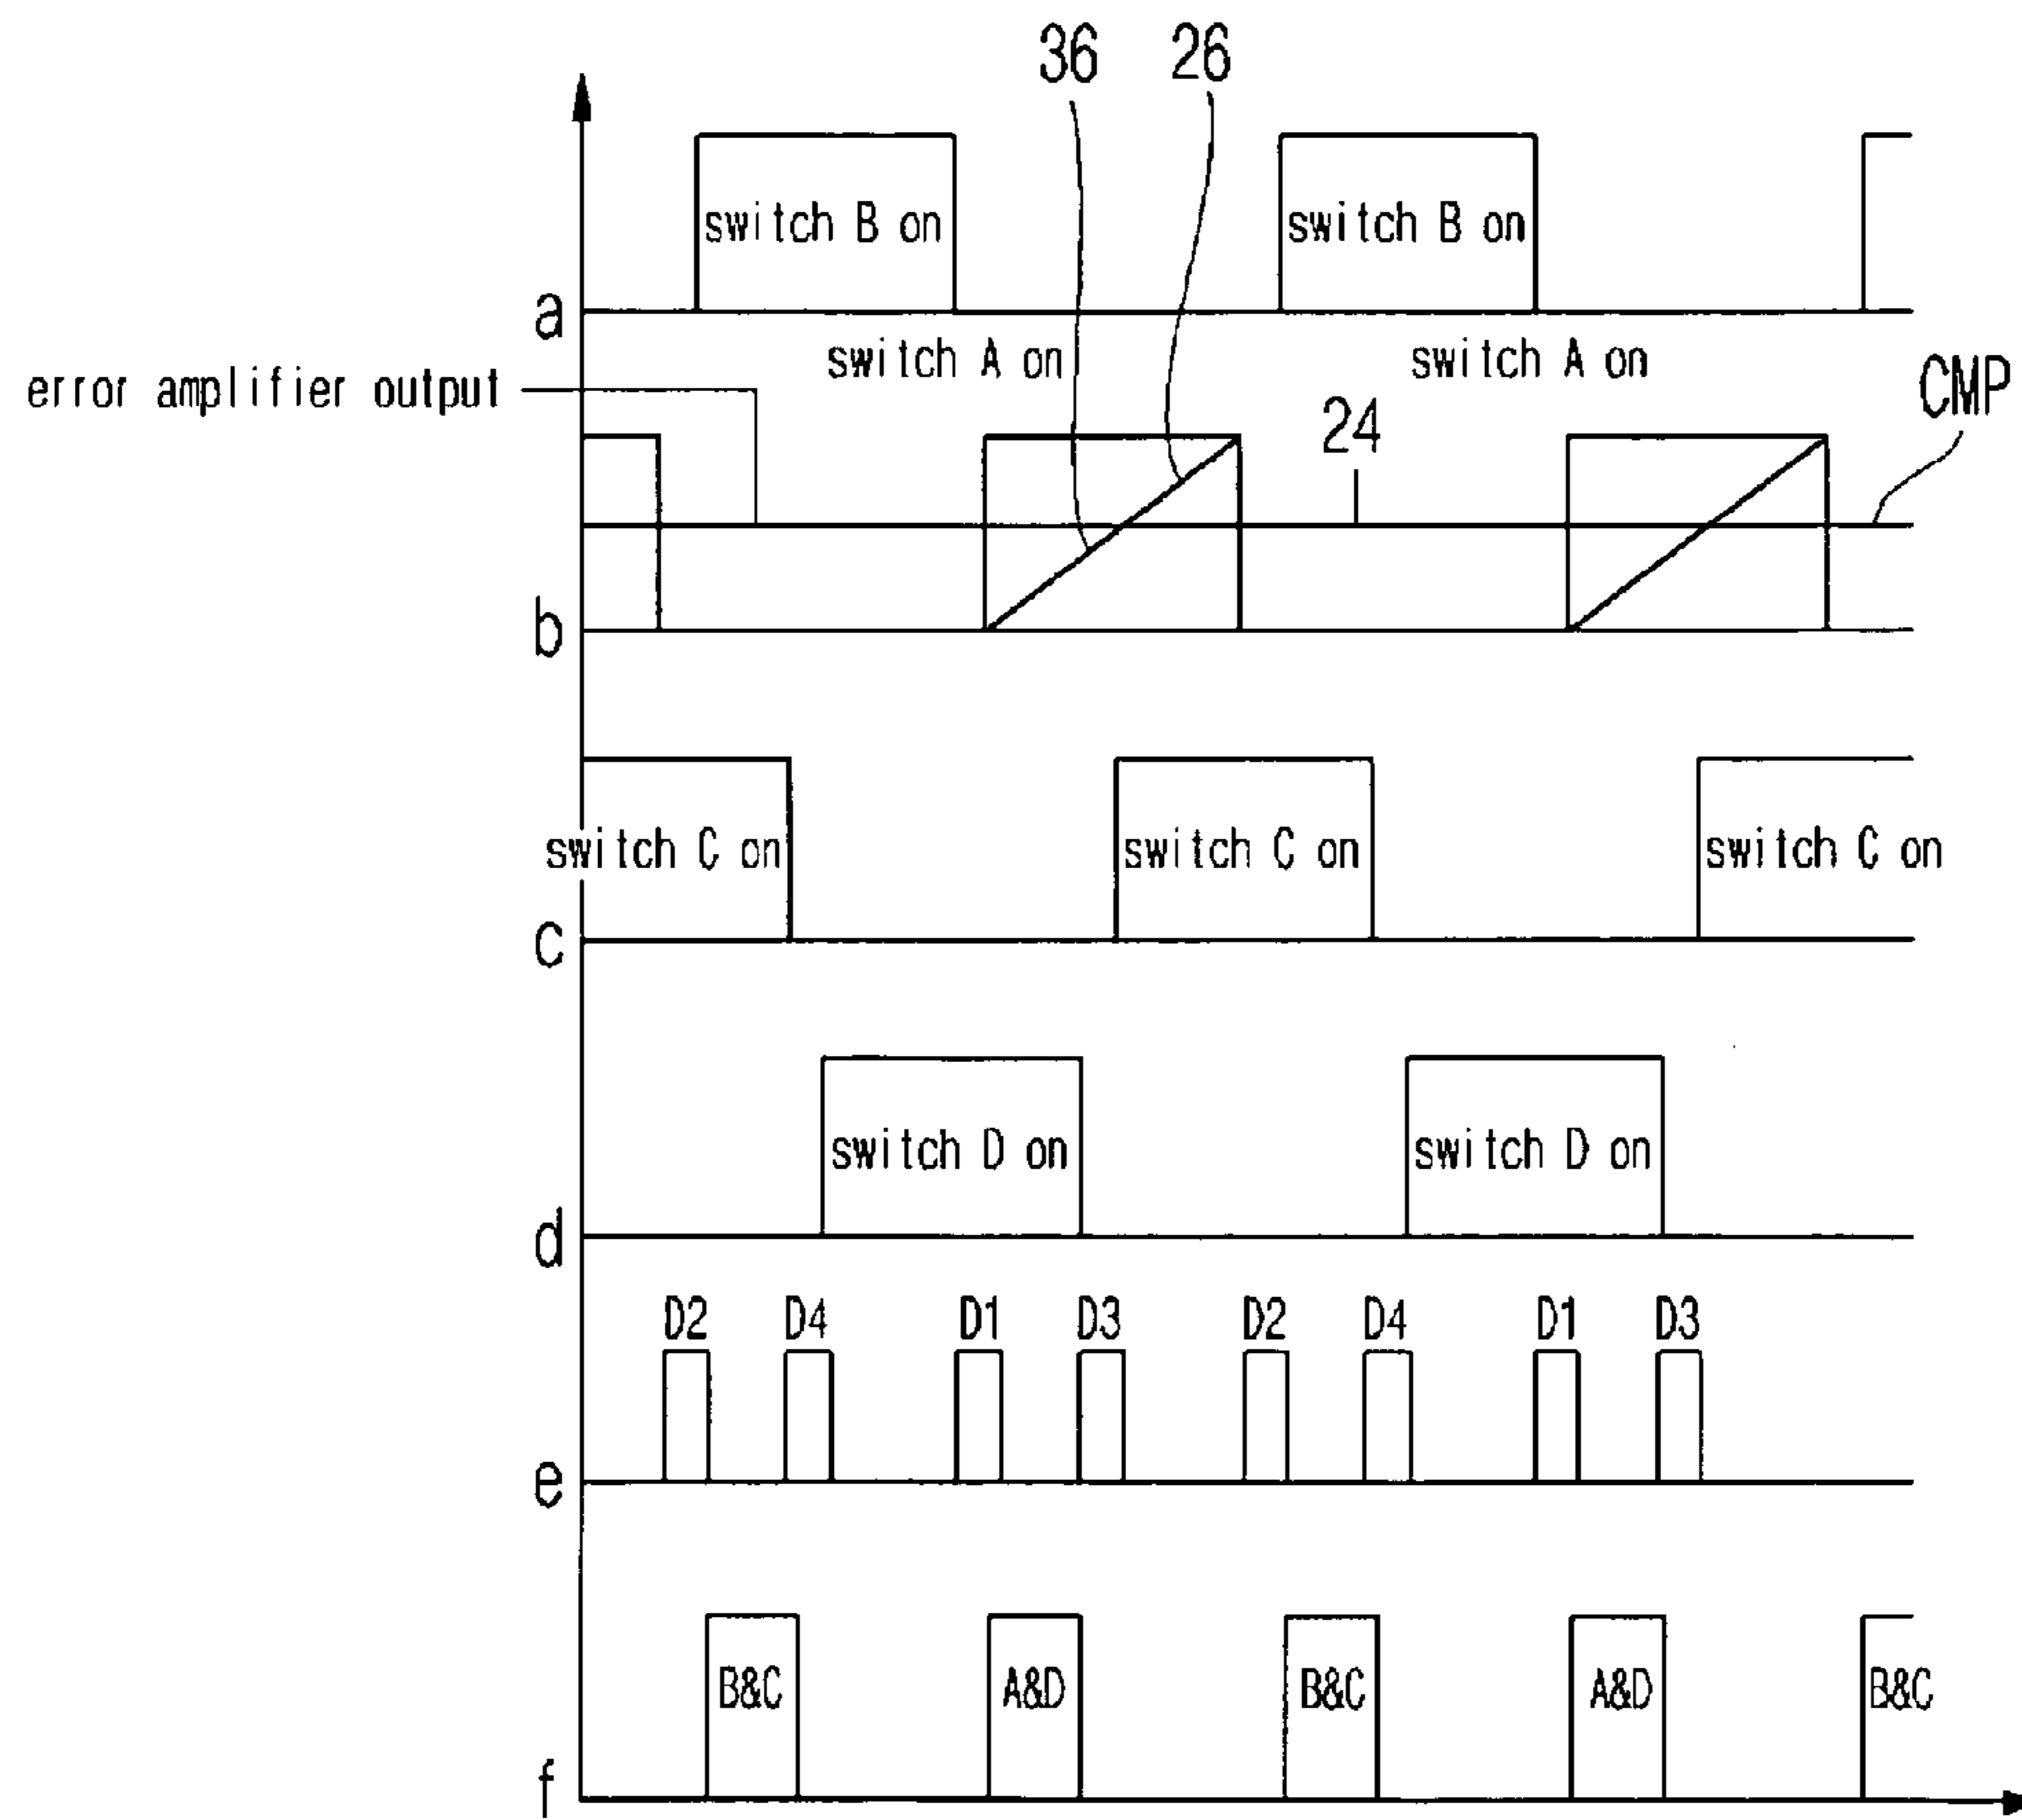 36 26
switch B on switch B on
a
switch A on switch A on
error amplifier output CMP
24
b
switch C on switch C on switch C on
c
switch D on switch D on
d
D2 D4 D1 D3 D2 D4 D1 D3
e
B&C A&D B&C A&D B&C
f